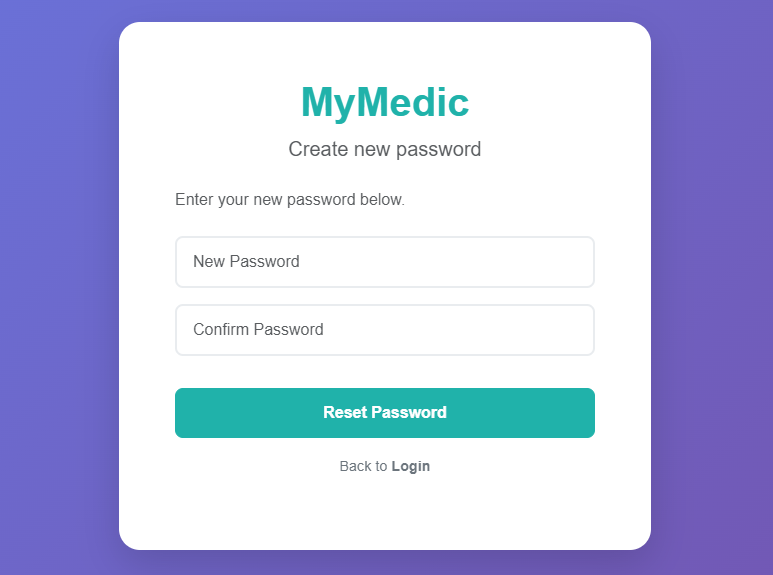 MyMedic
Create new password
Enter your new password below.
New Password
Confirm Password
Reset Password
Back to Login